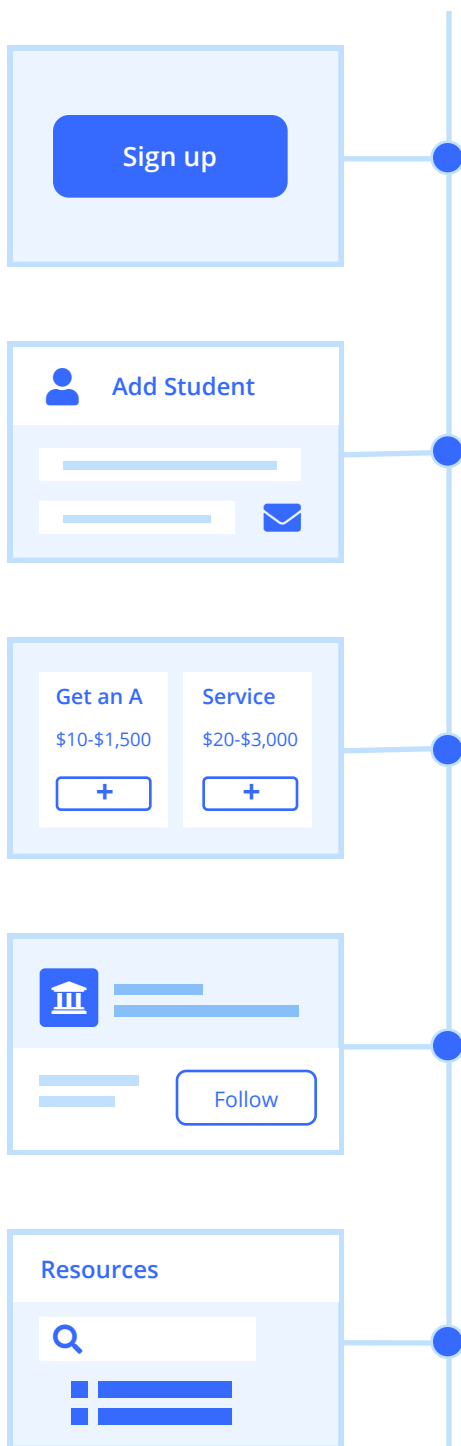 Sign up
Add Student
Get an A
Service
$10-$1,500
$20-$3,000
+
+
Follow
Resources